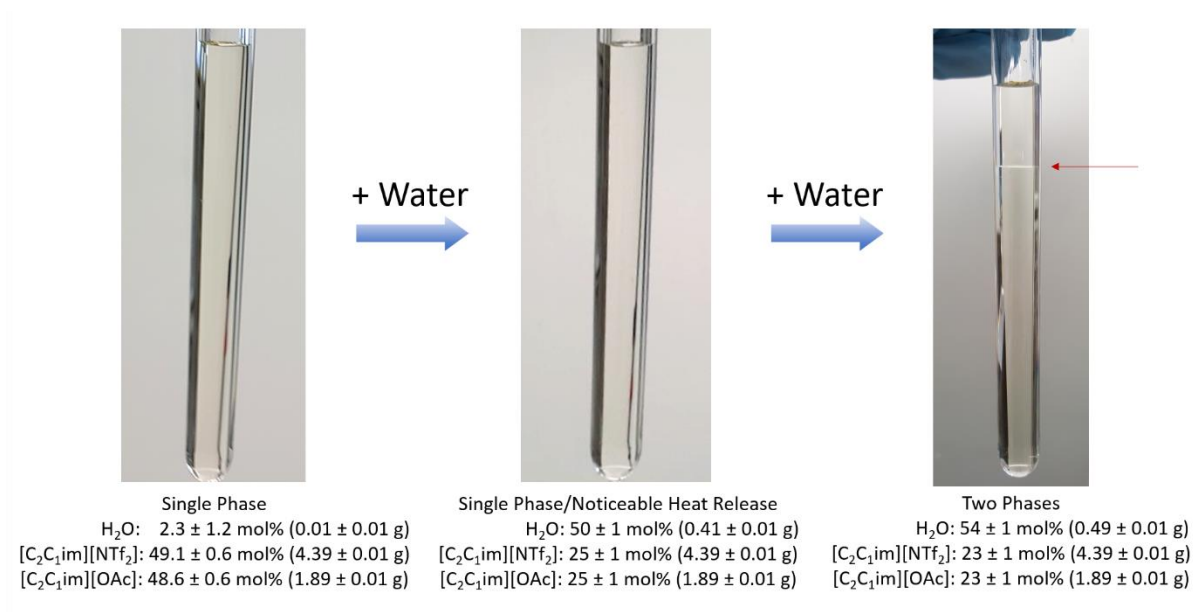 + Water
+ Water
Single Phase
H₂O: 2.3 ± 1.2 mol% (0.01 ± 0.01 g)
[C₂C₁im][NTf₂]: 49.1 ± 0.6 mol% (4.39 ± 0.01 g)
[C₂C₁im][OAc]: 48.6 ± 0.6 mol% (1.89 ± 0.01 g)
Single Phase/Noticeable Heat Release
H₂O: 50 ± 1 mol% (0.41 ± 0.01 g)
[C₂C₁im][NTf₂]: 25 ± 1 mol% (4.39 ± 0.01 g)
[C₂C₁im][OAc]: 25 ± 1 mol% (1.89 ± 0.01 g)
Two Phases
H₂O: 54 ± 1 mol% (0.49 ± 0.01 g)
[C₂C₁im][NTf₂]: 23 ± 1 mol% (4.39 ± 0.01 g)
[C₂C₁im][OAc]: 23 ± 1 mol% (1.89 ± 0.01 g)